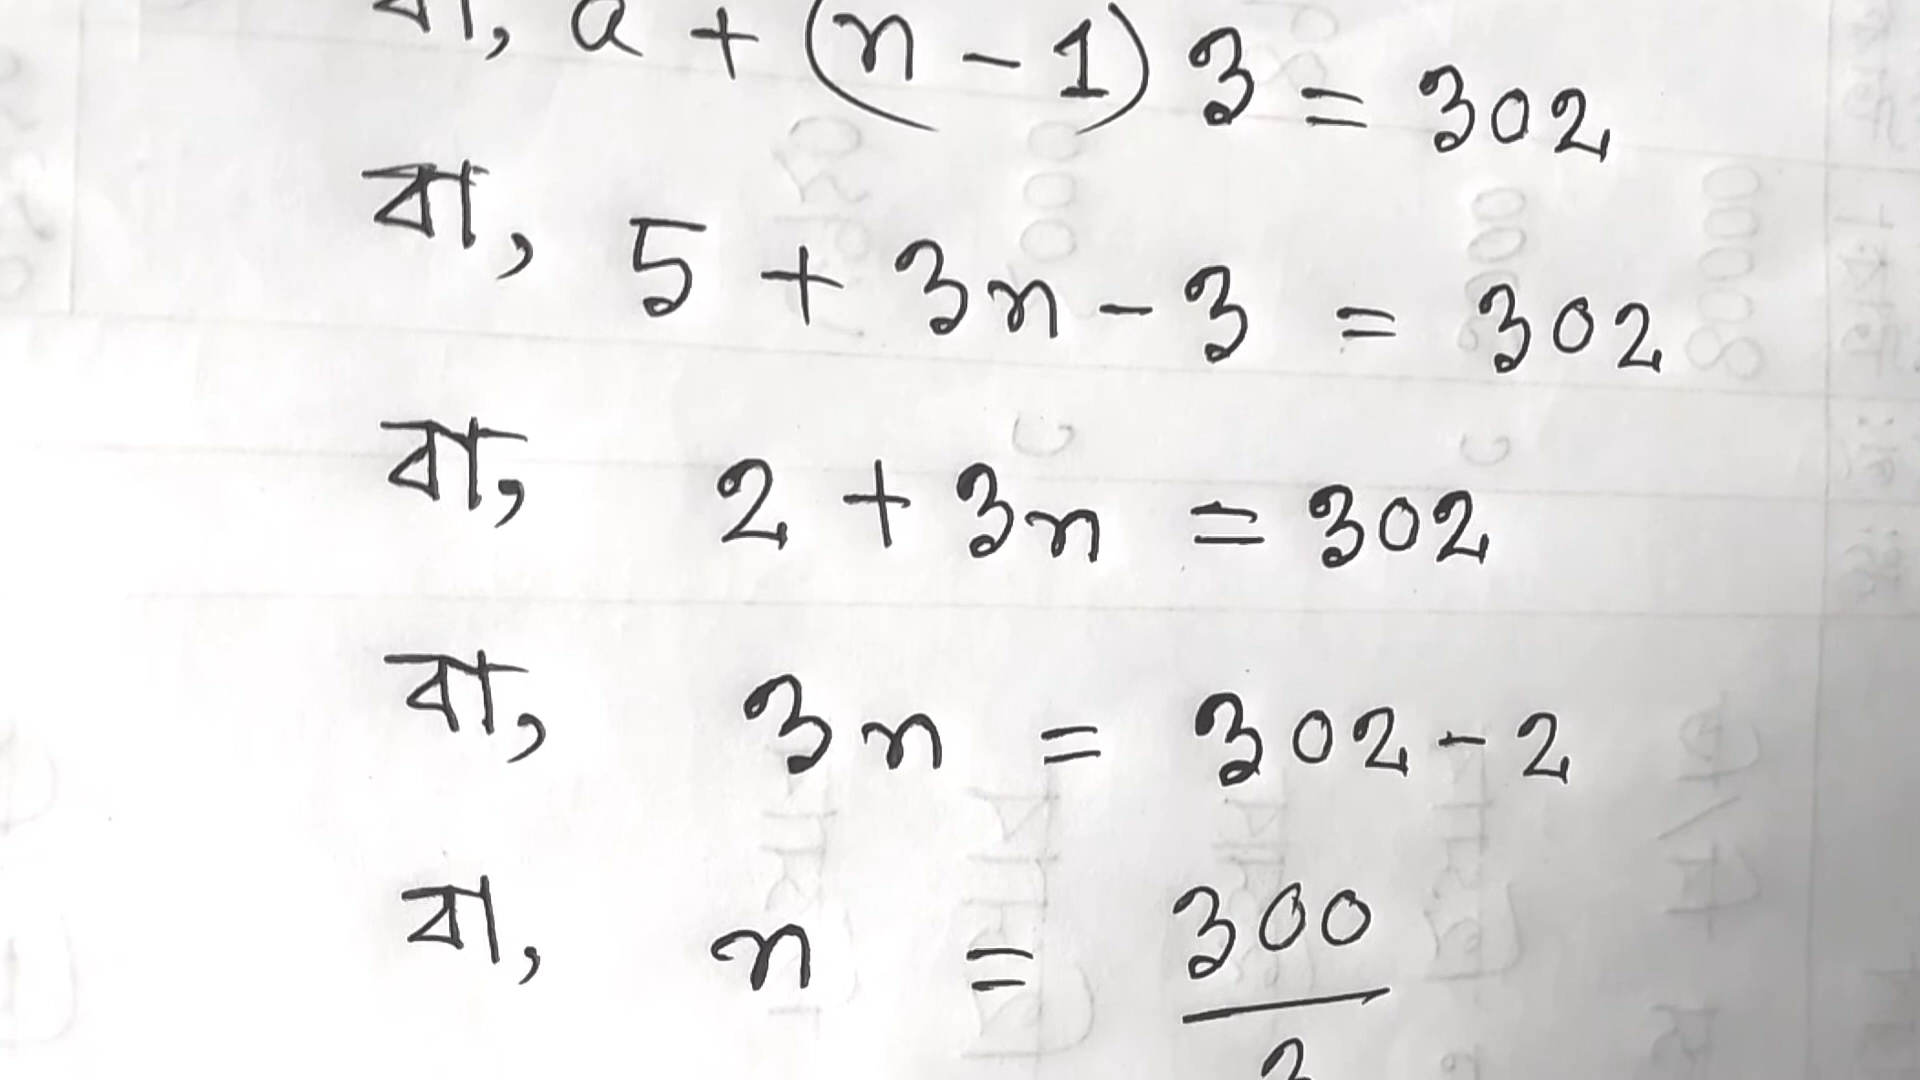 বা, a + (n - 1) 3 = 302
বা, 5 + 3n - 3 = 302
বা, 2 + 3n = 302
বা, 3n = 302 - 2
বা, n = 300
3